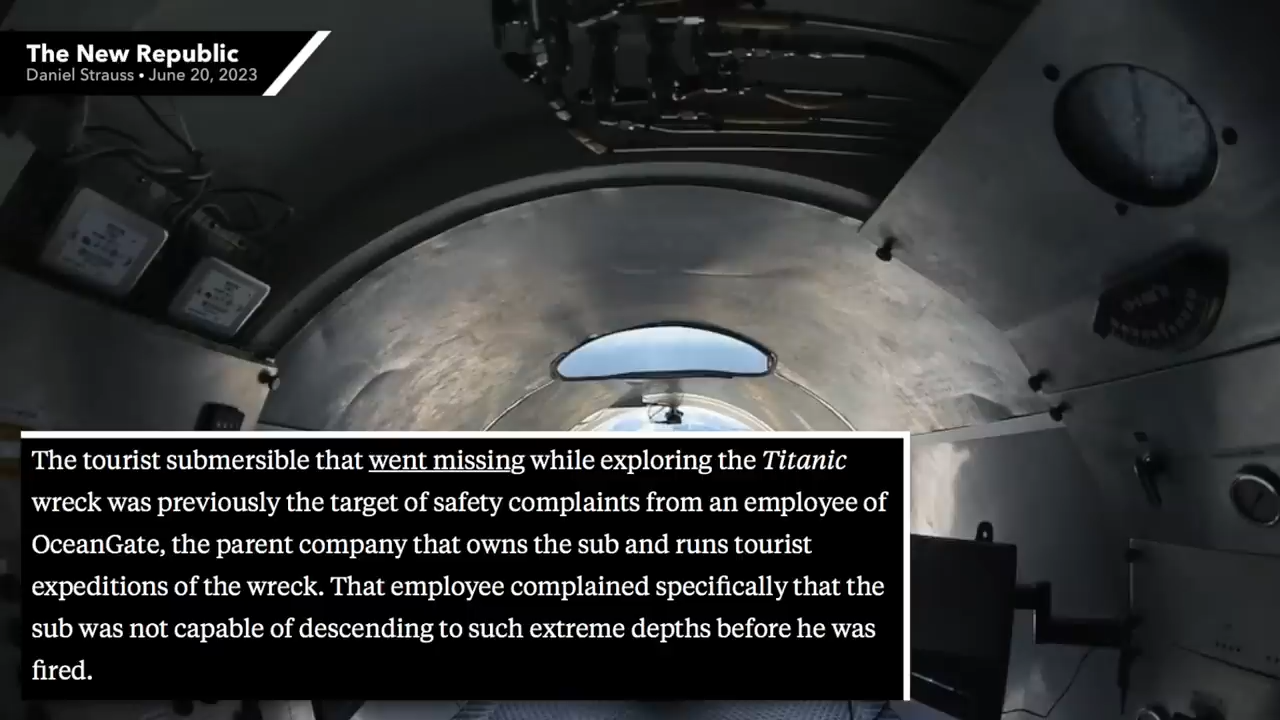 The New Republic
Daniel Strauss • June 20, 2023
The tourist submersible that went missing while exploring the Titanic
wreck was previously the target of safety complaints from an employee of
OceanGate, the parent company that owns the sub and runs tourist
expeditions of the wreck. That employee complained specifically that the
sub was not capable of descending to such extreme depths before he was
fired.